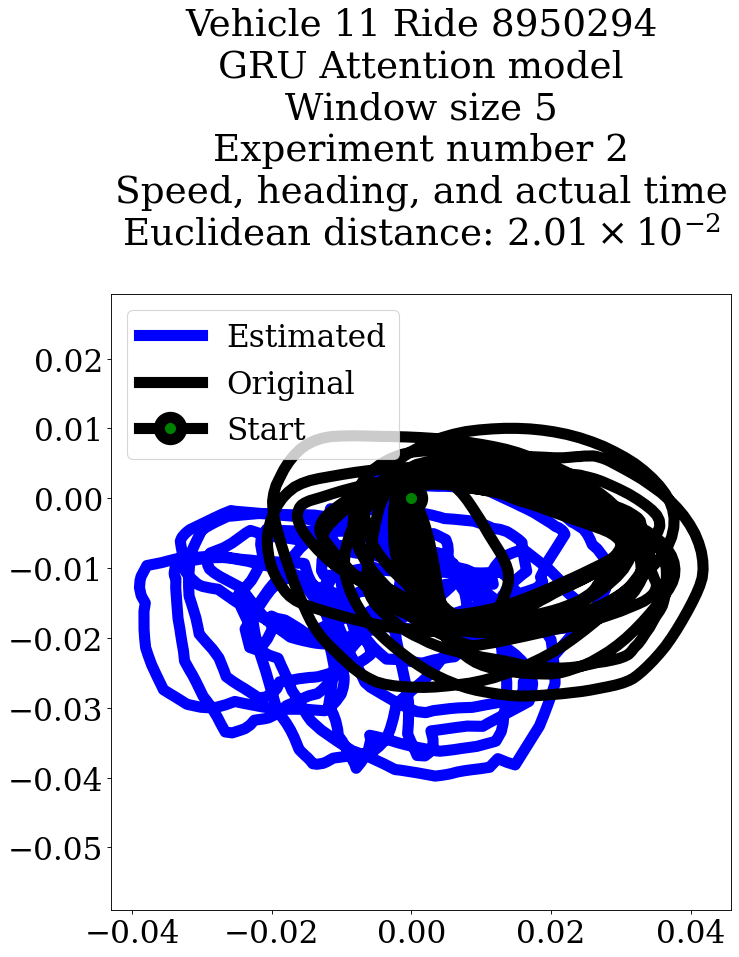 Vehicle 11 Ride 8950294
GRU Attention model
Window size 5
Experiment number 2
Speed, heading, and actual time
Euclidean distance: 2.01 × 10⁻²
Estimated
Original
Start
0.02
0.01
0.00
−0.01
−0.02
−0.03
−0.04
−0.05
−0.04 −0.02 0.00 0.02 0.04